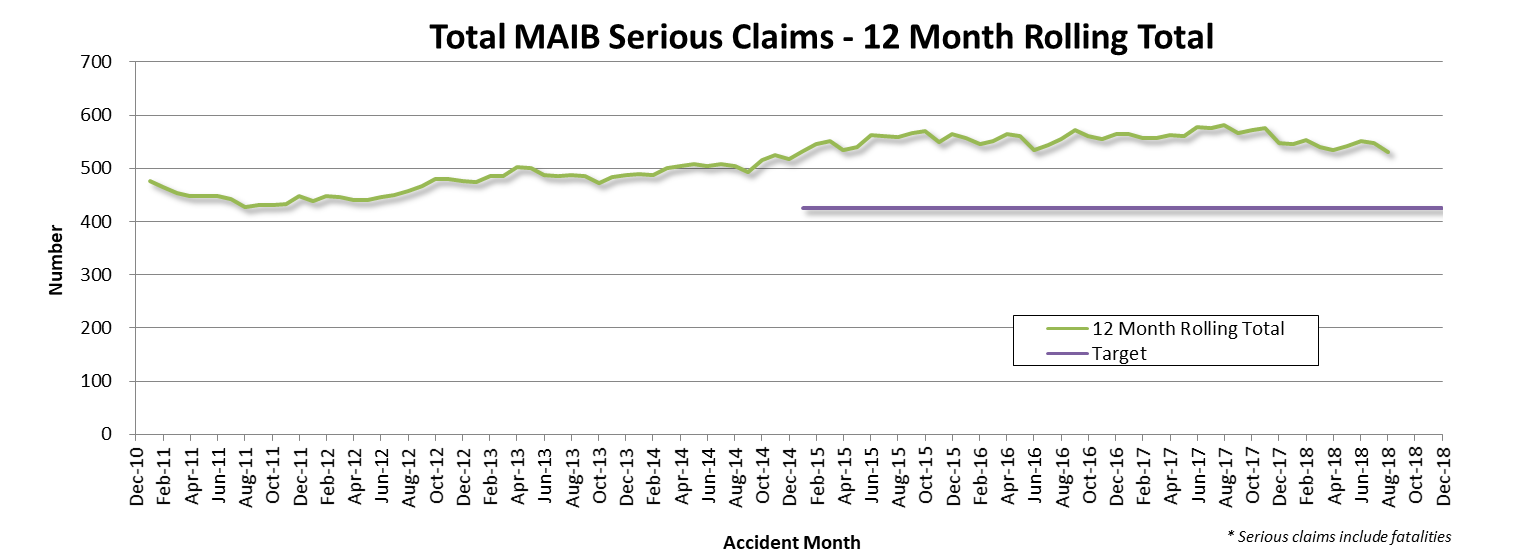 Total MAIB Serious Claims - 12 Month Rolling Total
700
600
500
400
300
200
100
0
Number
12 Month Rolling Total
Target
Dec-10
Feb-11
Apr-11
Jun-11
Aug-11
Oct-11
Dec-11
Feb-12
Apr-12
Jun-12
Aug-12
Oct-12
Dec-12
Feb-13
Apr-13
Jun-13
Aug-13
Oct-13
Dec-13
Feb-14
Apr-14
Jun-14
Aug-14
Oct-14
Dec-14
Feb-15
Apr-15
Jun-15
Aug-15
Oct-15
Dec-15
Feb-16
Apr-16
Jun-16
Aug-16
Oct-16
Dec-16
Feb-17
Apr-17
Jun-17
Aug-17
Oct-17
Dec-17
Feb-18
Apr-18
Jun-18
Aug-18
Oct-18
Dec-18
Accident Month
* Serious claims include fatalities